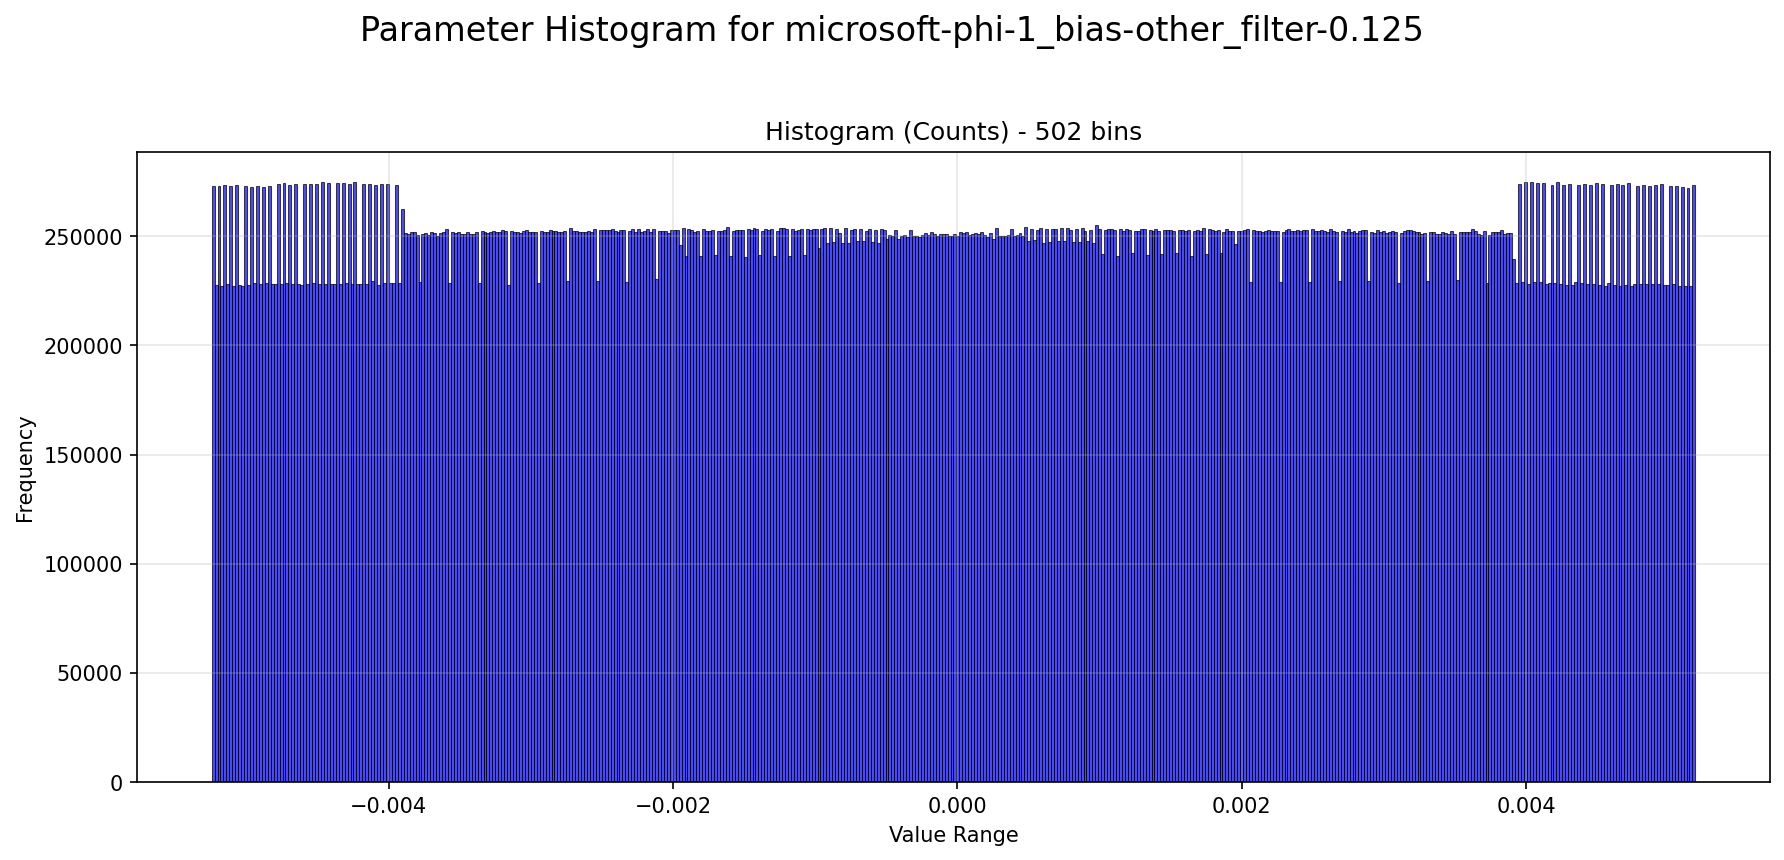 Parameter Histogram for microsoft-phi-1_bias-other_filter-0.125
Histogram (Counts) - 502 bins
250000
200000
150000
100000
50000
0
Frequency
−0.004
−0.002
0.000
0.002
0.004
Value Range